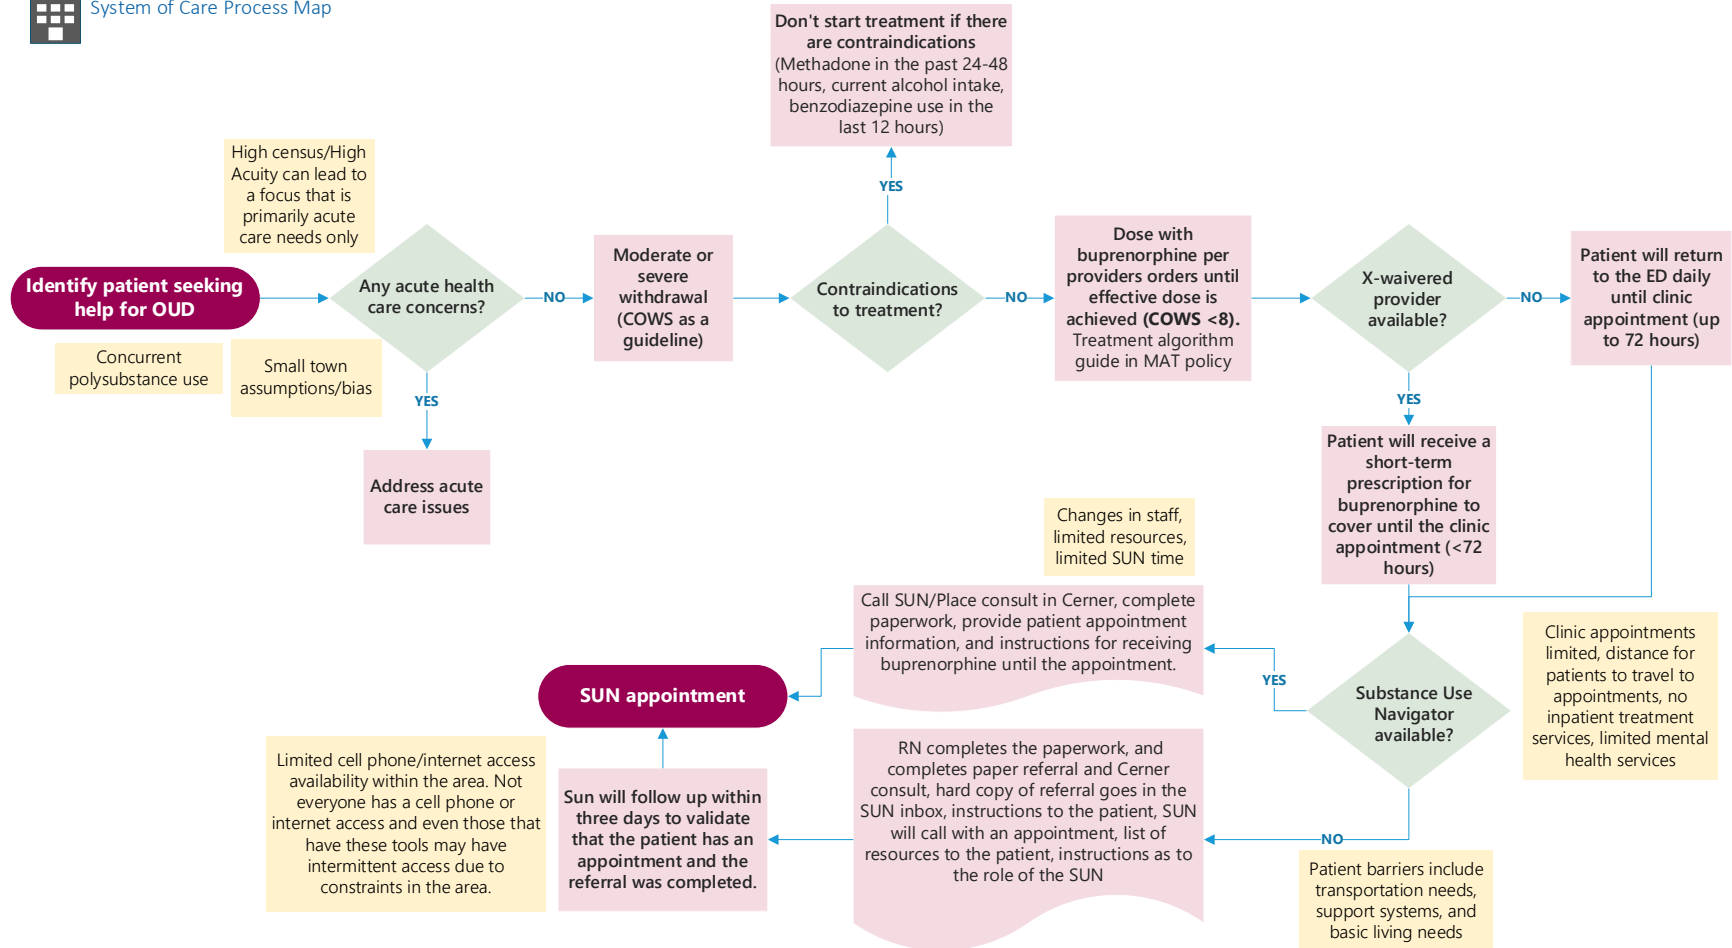 System of Care Process Map
Don't start treatment if there
are contraindications
(Methadone in the past 24-48
hours, current alcohol intake,
benzodiazepine use in the
last 12 hours)
High census/High
Acuity can lead to
a focus that is
primarily acute
care needs only
YES
Identify patient seeking
help for OUD
Any acute health
care concerns?
NO
Moderate or
severe
withdrawal
(COWS as a
guideline)
Contraindications
to treatment?
NO
Dose with
buprenorphine per
providers orders until
effective dose is
achieved (COWS <8).
Treatment algorithm
guide in MAT policy
X-waivered
provider
available?
NO
Patient will return
to the ED daily
until clinic
appointment (up
to 72 hours)
Concurrent
polysubstance use
Small town
assumptions/bias
YES
YES
Address acute
care issues
Patient will receive a
short-term
prescription for
buprenorphine to
cover until the clinic
appointment (<72
hours)
Changes in staff,
limited resources,
limited SUN time
Call SUN/Place consult in Cerner, complete
paperwork, provide patient appointment
information, and instructions for receiving
buprenorphine until the appointment.
YES
Substance Use
Navigator
available?
Clinic appointments
limited, distance for
patients to travel to
appointments, no
inpatient treatment
services, limited mental
health services
SUN appointment
Limited cell phone/internet access
availability within the area. Not
everyone has a cell phone or
internet access and even those that
have these tools may have
intermittent access due to
constraints in the area.
Sun will follow up within
three days to validate
that the patient has an
appointment and the
referral was completed.
RN completes the paperwork, and
completes paper referral and Cerner
consult, hard copy of referral goes in the
SUN inbox, instructions to the patient, SUN
will call with an appointment, list of
resources to the patient, instructions as to
the role of the SUN
NO
Patient barriers include
transportation needs,
support systems, and
basic living needs